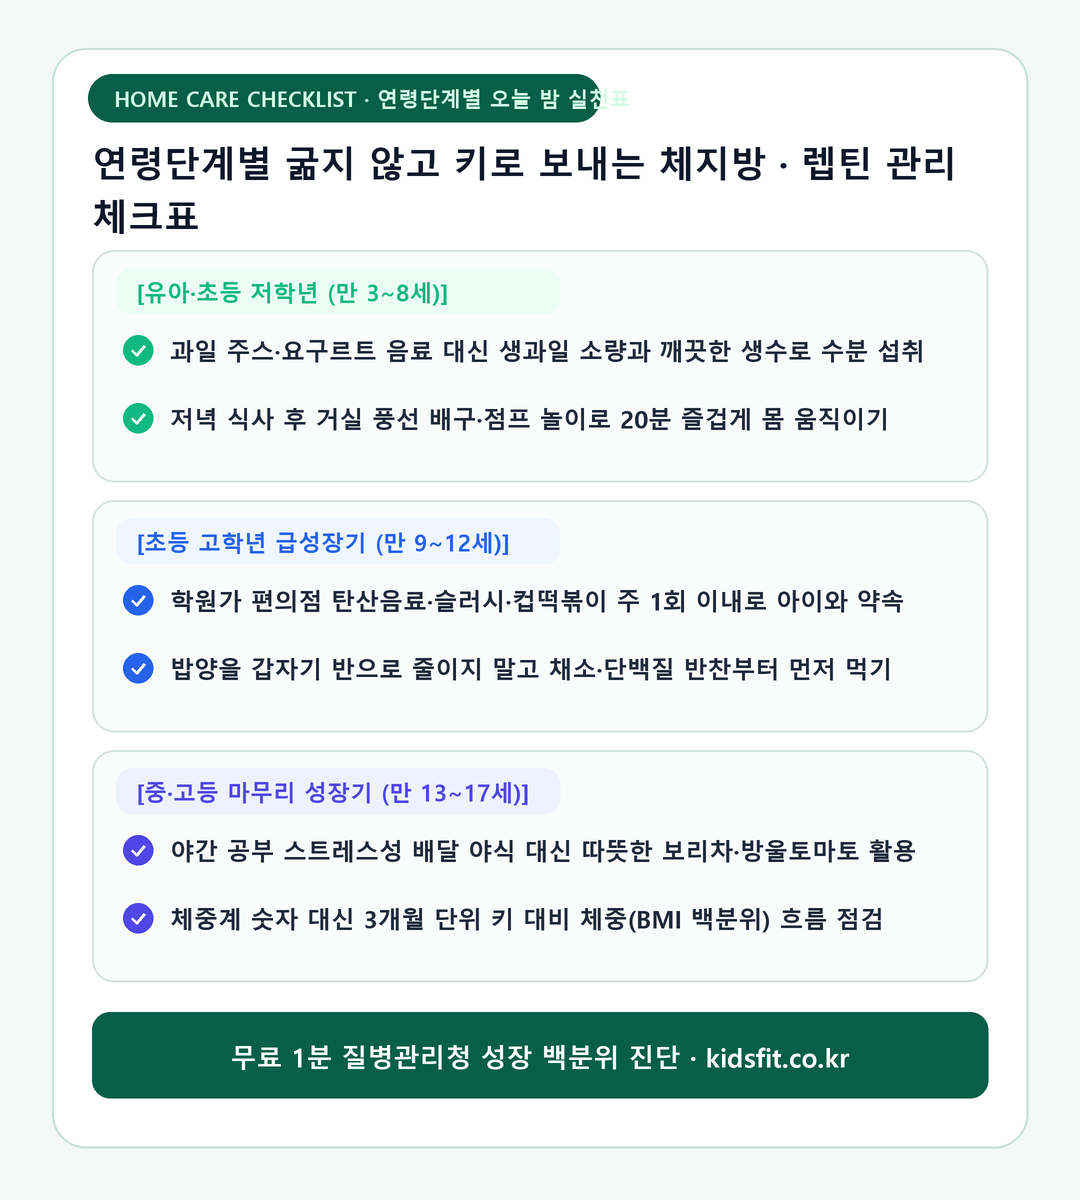 HOME CARE CHECKLIST · 연령단계별 오늘 밤 실천표
연령단계별 굶지 않고 키로 보내는 체지방 · 렙틴 관리
체크표
[유아·초등 저학년 (만 3~8세)]
과일 주스·요구르트 음료 대신 생과일 소량과 깨끗한 생수로 수분 섭취
저녁 식사 후 거실 풍선 배구·점프 놀이로 20분 즐겁게 몸 움직이기
[초등 고학년 급성장기 (만 9~12세)]
학원가 편의점 탄산음료·슬러시·컵떡볶이 주 1회 이내로 아이와 약속
밥양을 갑자기 반으로 줄이지 말고 채소·단백질 반찬부터 먼저 먹기
[중·고등 마무리 성장기 (만 13~17세)]
야간 공부 스트레스성 배달 야식 대신 따뜻한 보리차·방울토마토 활용
체중계 숫자 대신 3개월 단위 키 대비 체중(BMI 백분위) 흐름 점검
무료 1분 질병관리청 성장 백분위 진단 · kidsfit.co.kr